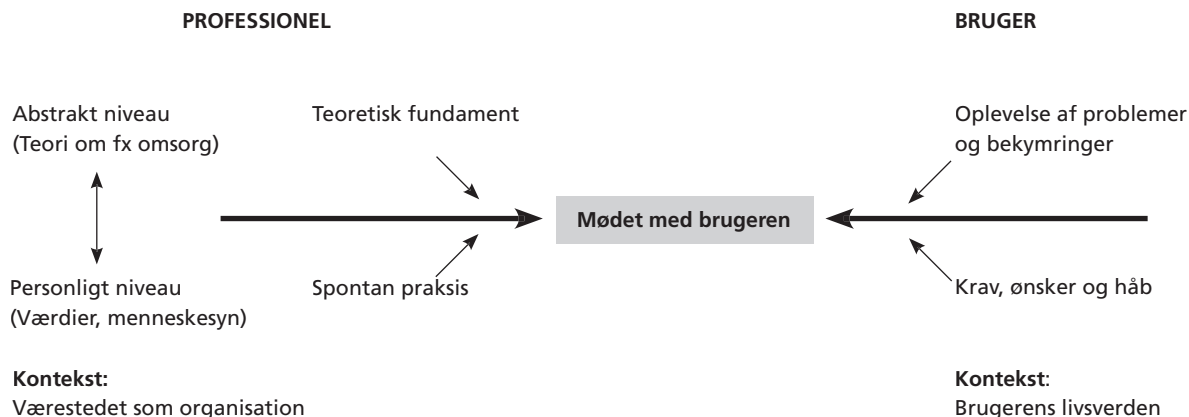 PROFESSIONEL
BRUGER
Abstrakt niveau
(Teori om fx omsorg)
Teoretisk fundament
Oplevelse af problemer
og bekymringer
Mødet med brugeren
Personligt niveau
(Værdier, menneskesyn)
Spontan praksis
Krav, ønsker og håb
Kontekst:
Værestedet som organisation
Kontekst:
Brugerens livsverden